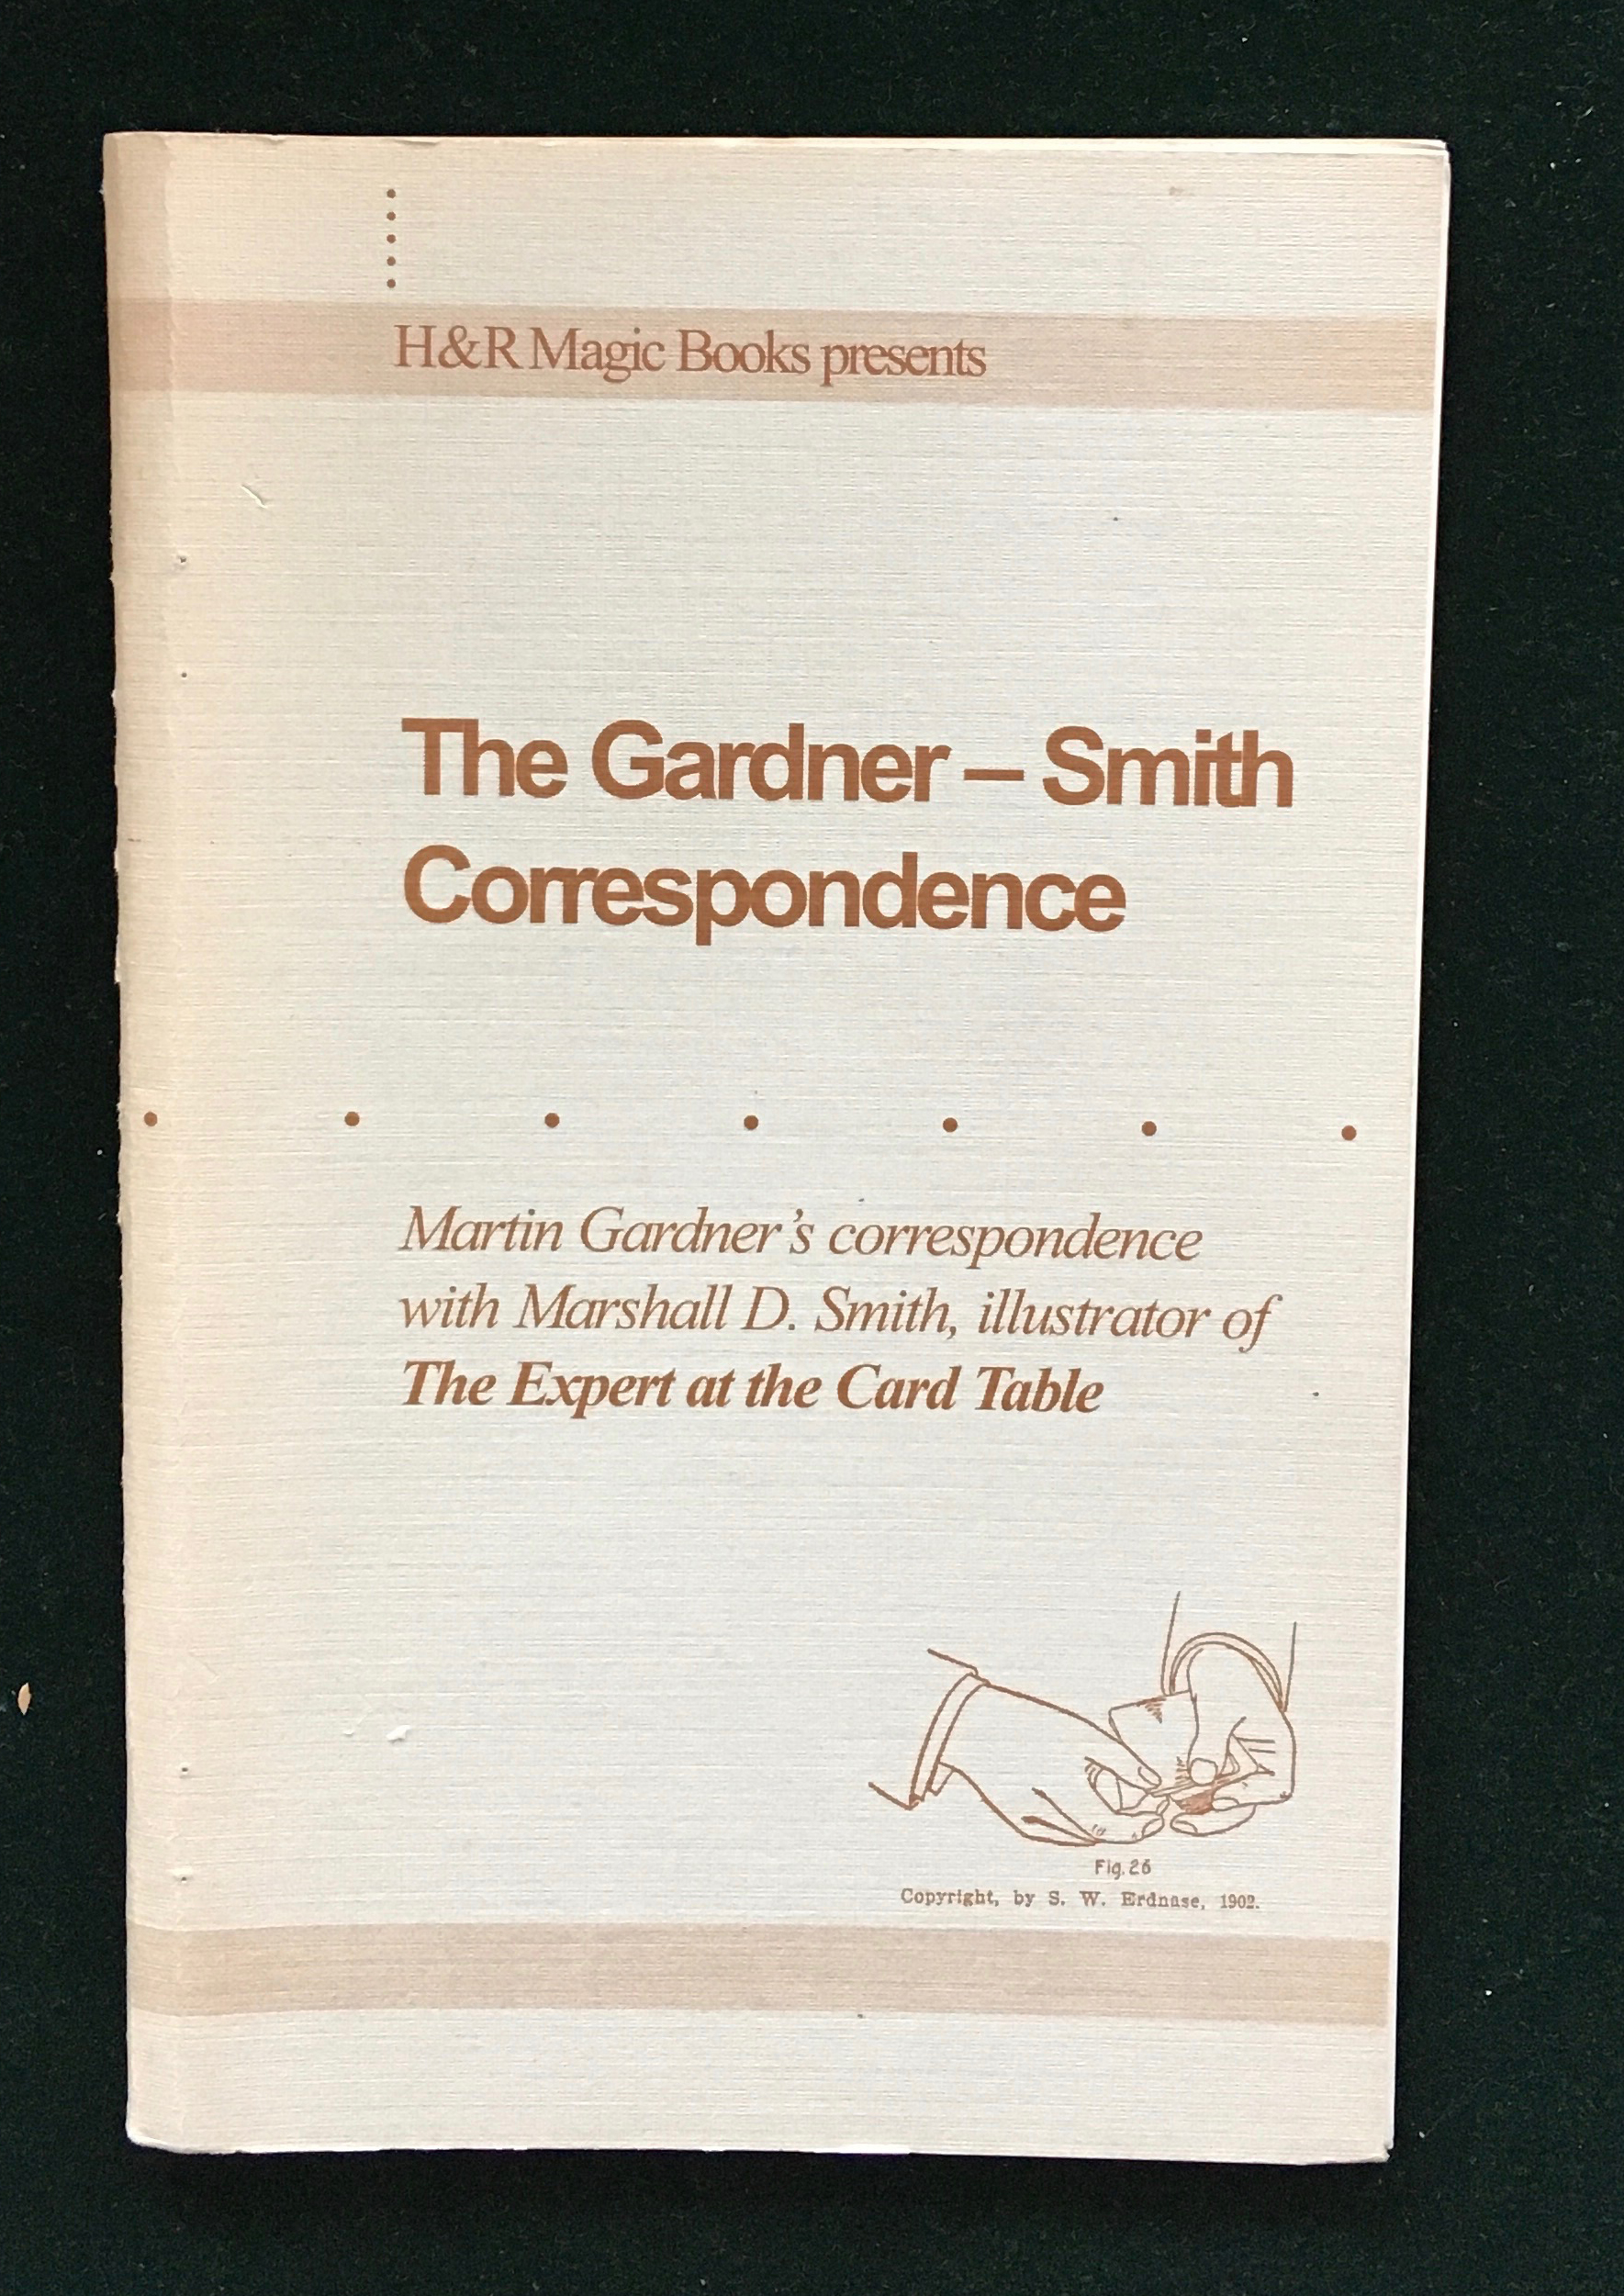 H&R Magic Books presents
The Gardner – Smith
Correspondence
Martin Gardner's correspondence
with Marshall D. Smith, illustrator of
The Expert at the Card Table
Fig. 26
Copyright, by S. W. Erdnase, 1902.